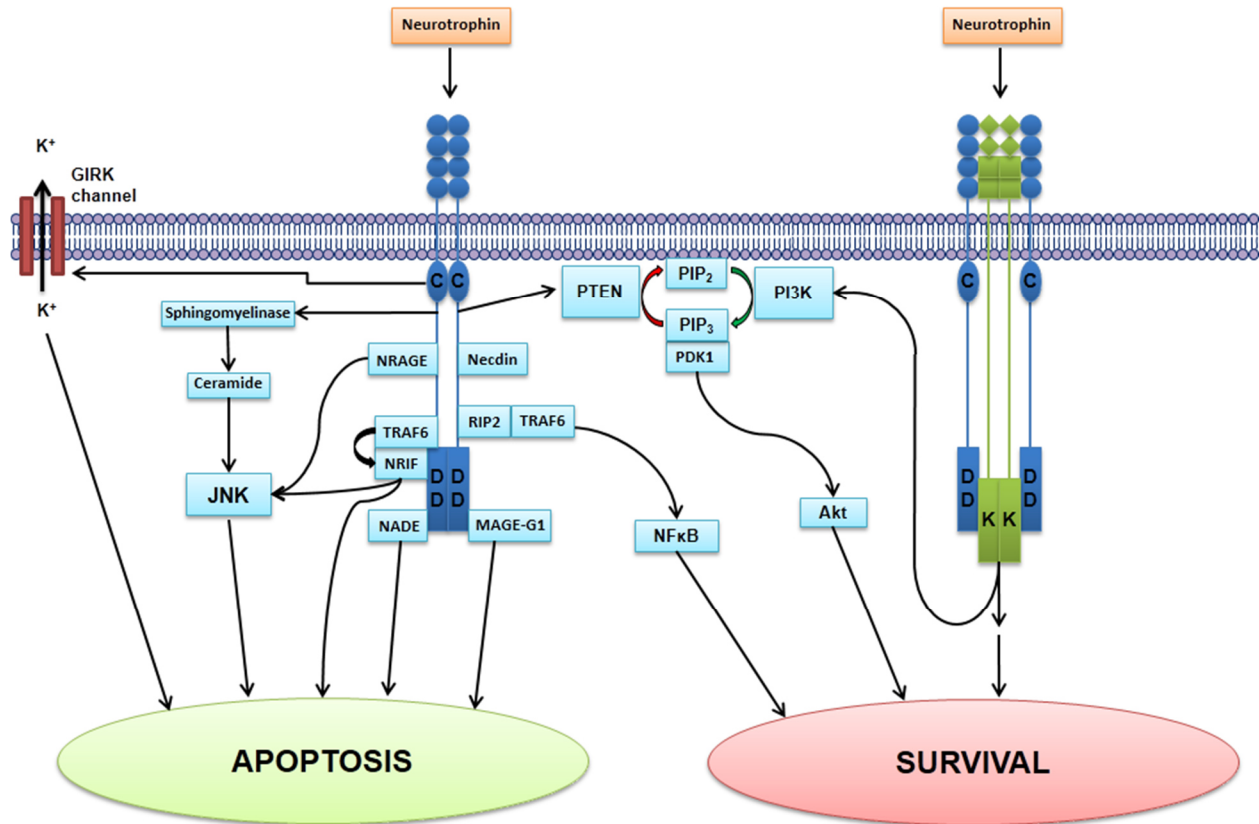 Neurotrophin
Neurotrophin
K⁺
GIRK
channel
K⁺
C C
C
C
PTEN
PIP₂
PI3K
PIP₃
PDK1
Sphingomyelinase
Ceramide
NRAGE
Necdin
TRAF6
NRIF
RIP2
TRAF6
JNK
D D
D D
D
D
D
D
K K
NADE
MAGE-G1
NFκB
Akt
APOPTOSIS
SURVIVAL